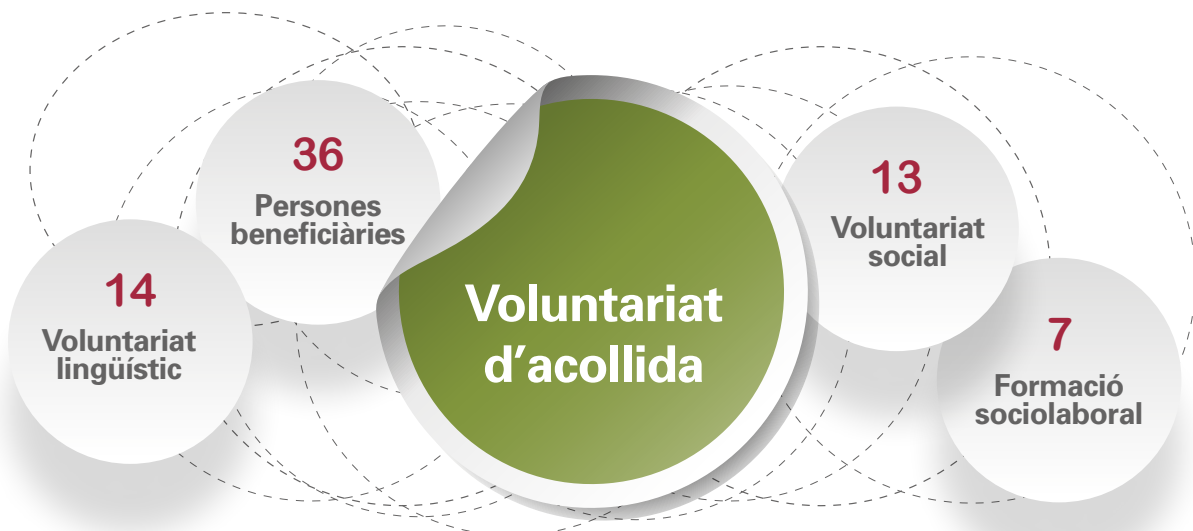 14
Voluntariat
lingüístic
36
Persones
beneficiàries
Voluntariat
d’acollida
13
Voluntariat
social
7
Formació
sociolaboral